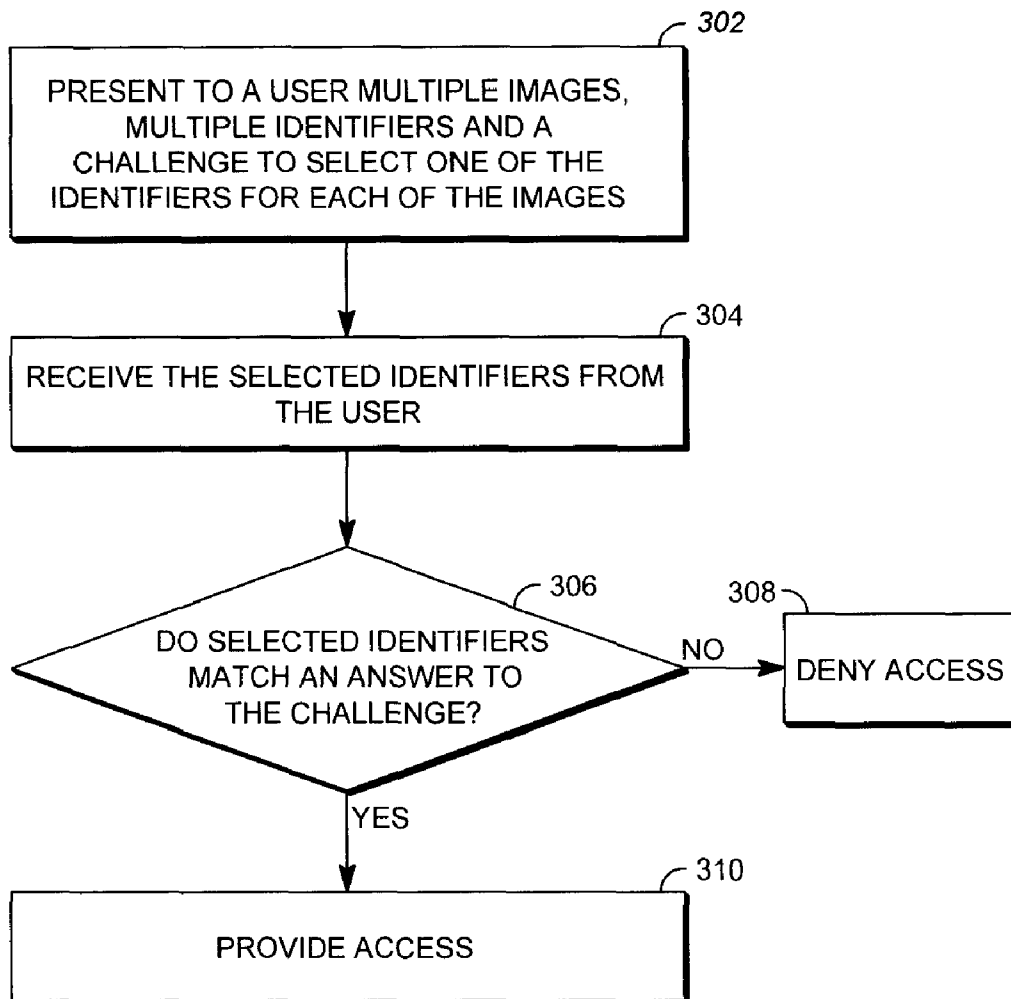 302
PRESENT TO A USER MULTIPLE IMAGES,
MULTIPLE IDENTIFIERS AND A
CHALLENGE TO SELECT ONE OF THE
IDENTIFIERS FOR EACH OF THE IMAGES
304
RECEIVE THE SELECTED IDENTIFIERS FROM
THE USER
306
DO SELECTED IDENTIFIERS
MATCH AN ANSWER TO
THE CHALLENGE?
NO
308
DENY ACCESS
YES
310
PROVIDE ACCESS